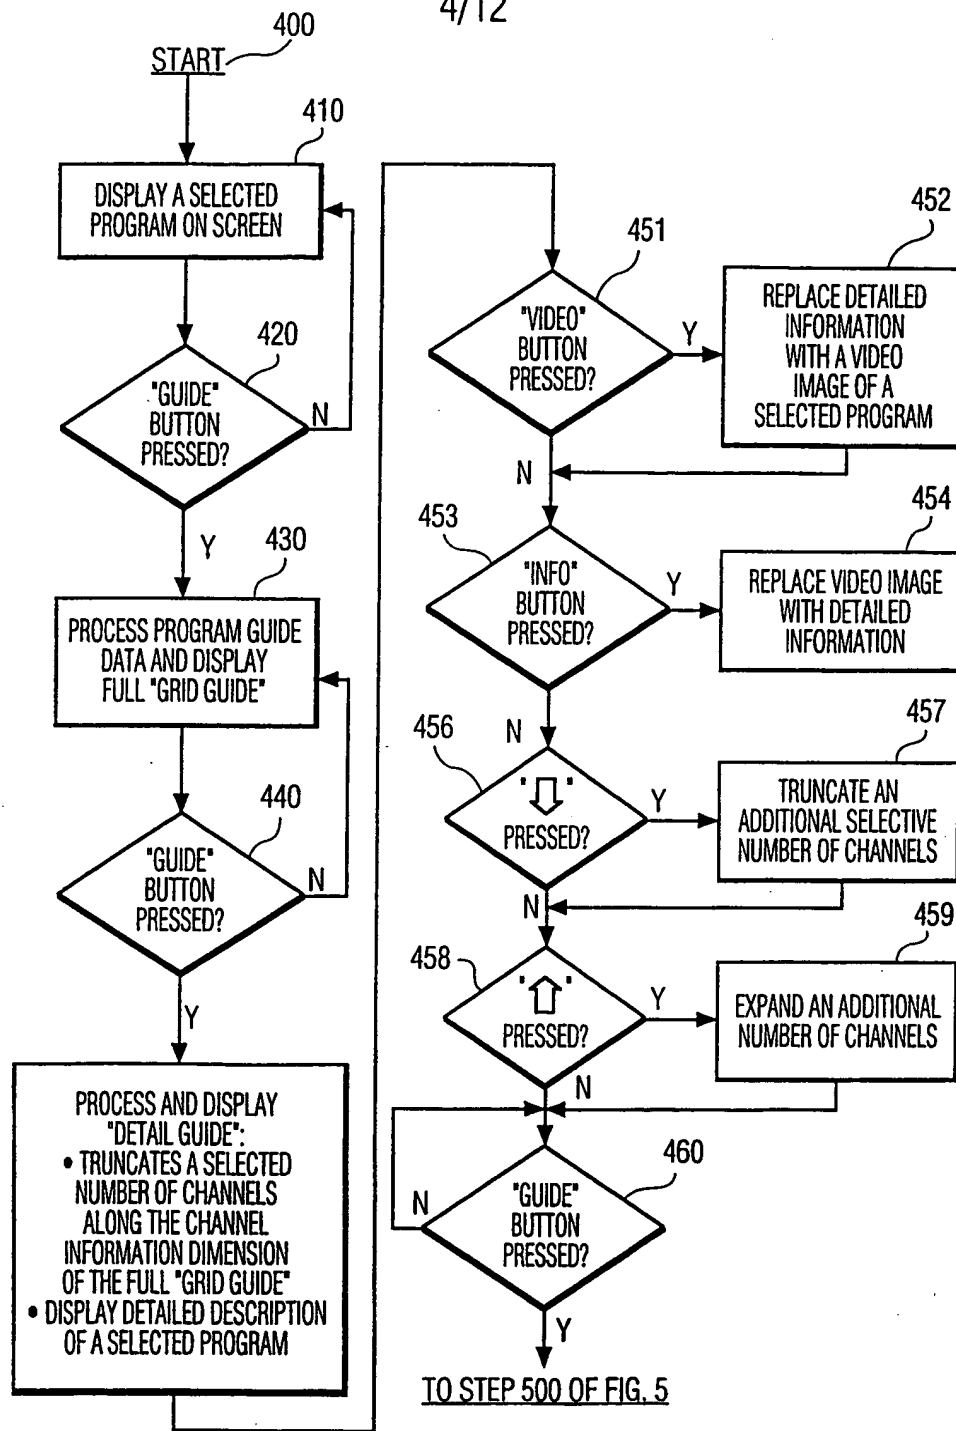 4/12
START
400
410
DISPLAY A SELECTED
PROGRAM ON SCREEN
420
"GUIDE"
BUTTON
PRESSED?
N
Y
430
PROCESS PROGRAM GUIDE
DATA AND DISPLAY
FULL "GRID GUIDE"
440
"GUIDE"
BUTTON
PRESSED?
N
Y
PROCESS AND DISPLAY
"DETAIL GUIDE":
• TRUNCATES A SELECTED
NUMBER OF CHANNELS
ALONG THE CHANNEL
INFORMATION DIMENSION
OF THE FULL "GRID GUIDE"
• DISPLAY DETAILED DESCRIPTION
OF A SELECTED PROGRAM
451
"VIDEO"
BUTTON
PRESSED?
Y
N
452
REPLACE DETAILED
INFORMATION
WITH A VIDEO
IMAGE OF A
SELECTED PROGRAM
453
"INFO"
BUTTON
PRESSED?
Y
N
454
REPLACE VIDEO IMAGE
WITH DETAILED
INFORMATION
456
"⇩"
PRESSED?
Y
N
457
TRUNCATE AN
ADDITIONAL SELECTIVE
NUMBER OF CHANNELS
458
"⇧"
PRESSED?
Y
N
459
EXPAND AN ADDITIONAL
NUMBER OF CHANNELS
460
"GUIDE"
BUTTON
PRESSED?
N
Y
TO STEP 500 OF FIG. 5